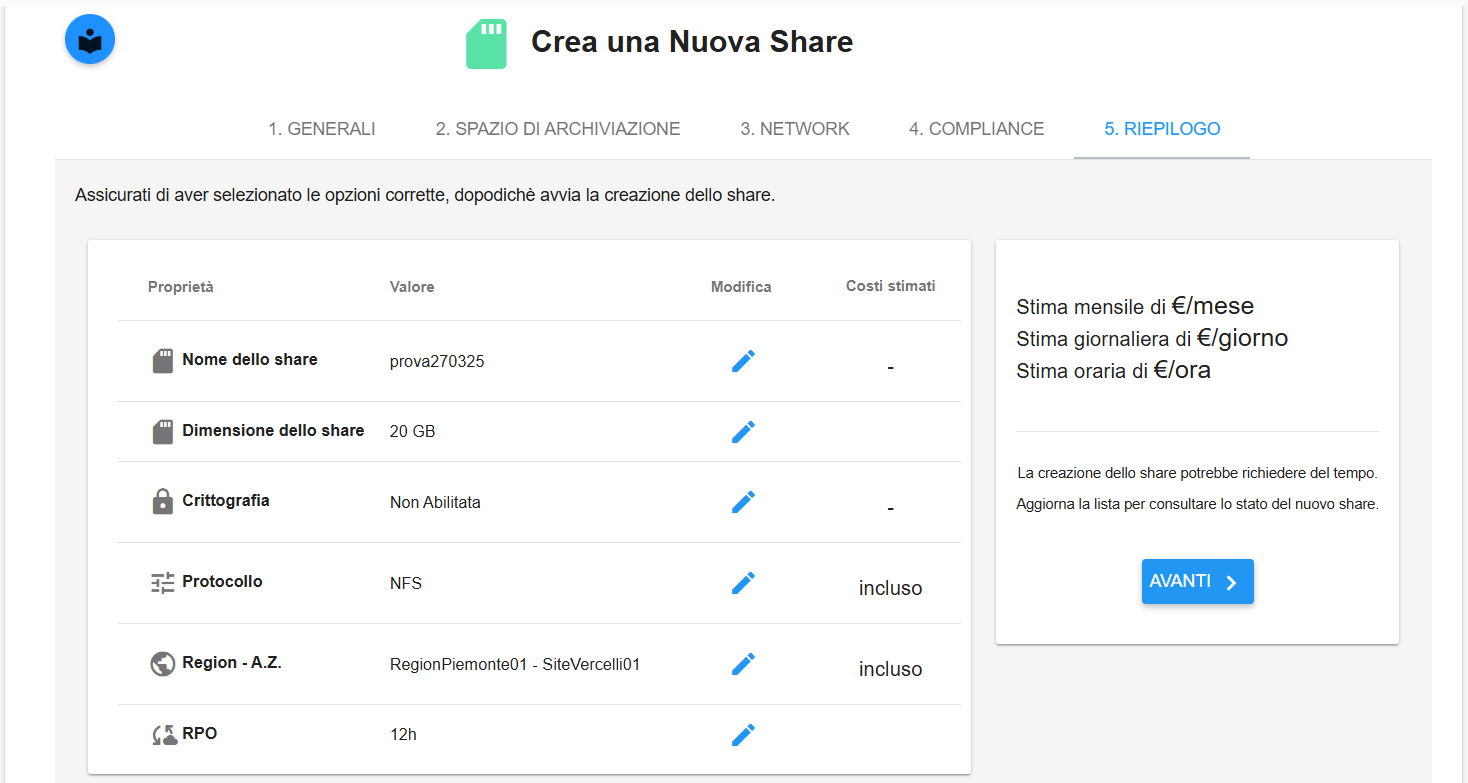 Crea una Nuova Share
1. GENERALI 2. SPAZIO DI ARCHIVIAZIONE 3. NETWORK 4. COMPLIANCE 5. RIEPILOGO
Assicurati di aver selezionato le opzioni corrette, dopodichè avvia la creazione dello share.
Proprietà Valore Modifica Costi stimati
Nome dello share prova270325 -
Dimensione dello share 20 GB
Crittografia Non Abilitata -
Protocollo NFS incluso
Region - A.Z. RegionPiemonte01 - SiteVercelli01 incluso
RPO 12h
Stima mensile di €/mese
Stima giornaliera di €/giorno
Stima oraria di €/ora
La creazione dello share potrebbe richiedere del tempo.
Aggiorna la lista per consultare lo stato del nuovo share.
AVANTI